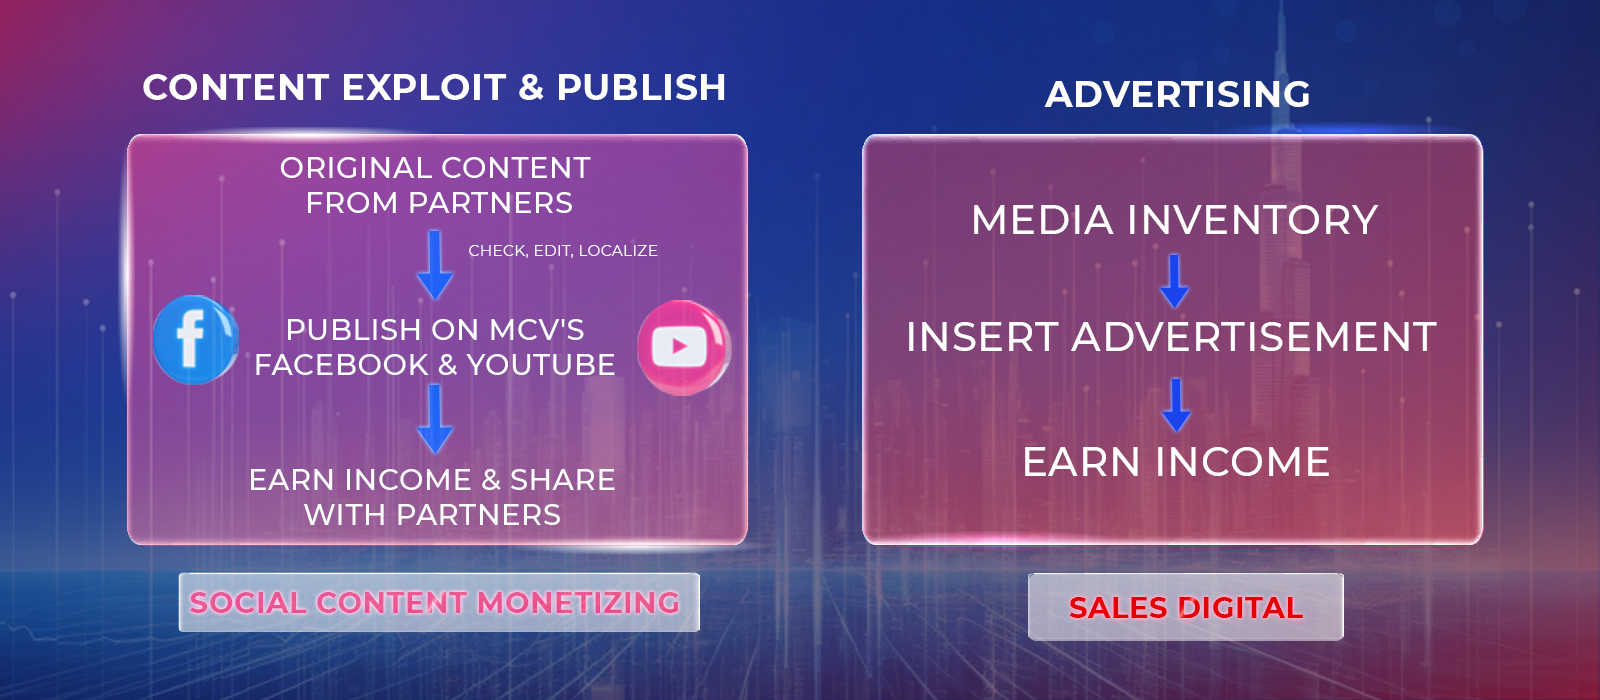 CONTENT EXPLOIT & PUBLISH
ORIGINAL CONTENT
FROM PARTNERS
CHECK, EDIT, LOCALIZE
PUBLISH ON MCV'S
FACEBOOK & YOUTUBE
EARN INCOME & SHARE
WITH PARTNERS
SOCIAL CONTENT MONETIZING
ADVERTISING
MEDIA INVENTORY
INSERT ADVERTISEMENT
EARN INCOME
SALES DIGITAL